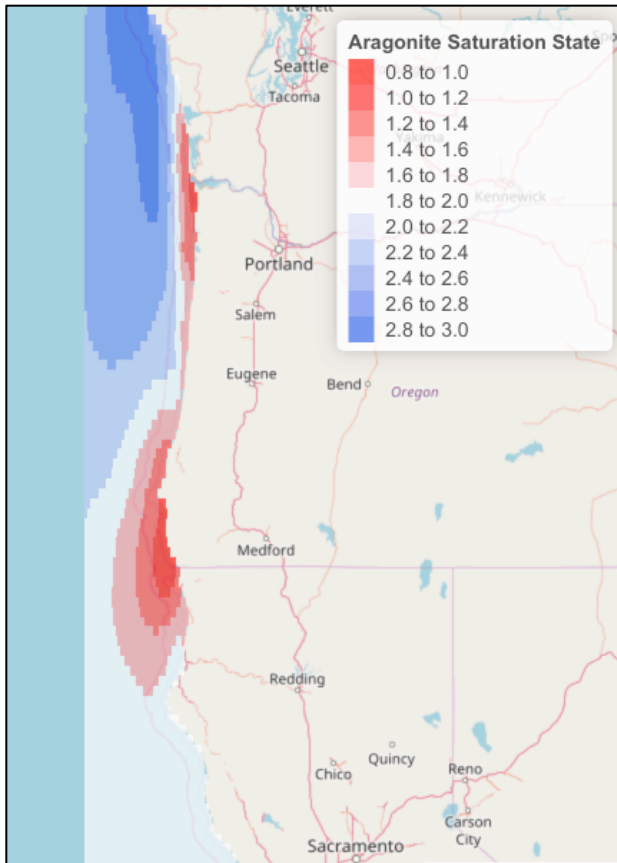 Everett
Seattle
Tacoma
Aragonite Saturation State
0.8 to 1.0
1.0 to 1.2
1.2 to 1.4
1.4 to 1.6
1.6 to 1.8
1.8 to 2.0
2.0 to 2.2
2.2 to 2.4
2.4 to 2.6
2.6 to 2.8
2.8 to 3.0
Spo
Yakima
Kennewick
Portland
Salem
Eugene
Bend
Oregon
Medford
Redding
Chico
Quincy
Reno
Carson
City
Sacramento